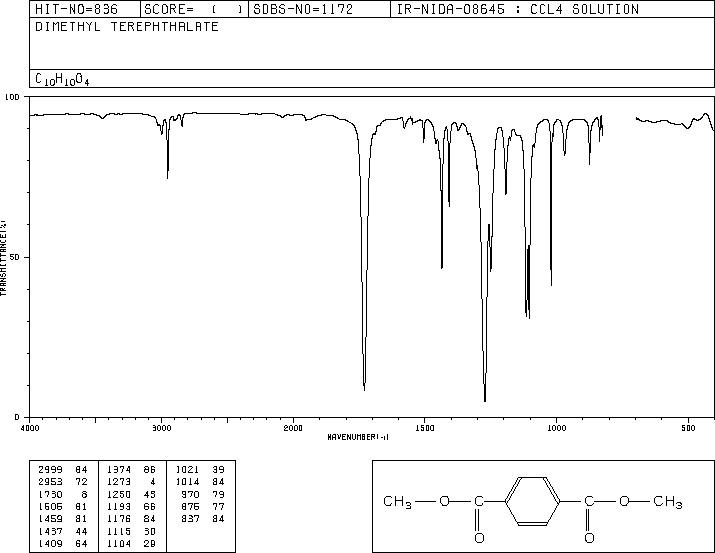 HIT-NO=836 SCORE= ( ) SDBS-NO=1172 IR-NIDA-08645 : CCL4 SOLUTION
DIMETHYL TEREPHTHALATE
C10H10O4
100
50
0
TRANSMITTANCE(%)
4000 3000 2000 1500 1000 500
WAVENUMBER(-1)
2999 84 1374 86 1021 39
2953 72 1273 4 1014 84
1730 8 1250 45 970 79
1505 81 1193 66 875 77
1459 81 1176 84 837 84
1437 44 1115 30
1409 64 1104 29
CH3 O C C O CH3
O O